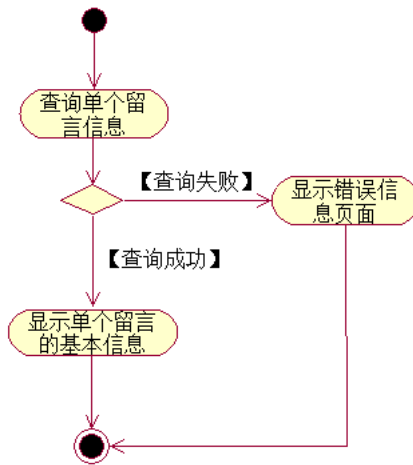 查询单个留
言信息
【查询失败】
显示错误信
息页面
【查询成功】
显示单个留言
的基本信息